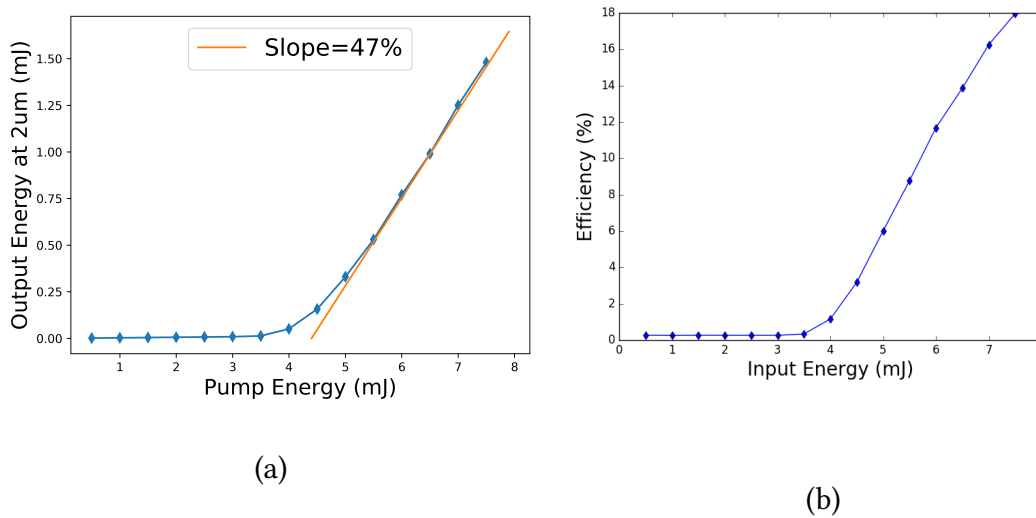 Slope=47%
Output Energy at 2um (mJ)
1.50
1.25
1.00
0.75
0.50
0.25
0.00
1 2 3 4 5 6 7 8
Pump Energy (mJ)
(a)
Efficiency (%)
18
16
14
12
10
8
6
4
2
0
0 1 2 3 4 5 6 7
Input Energy (mJ)
(b)